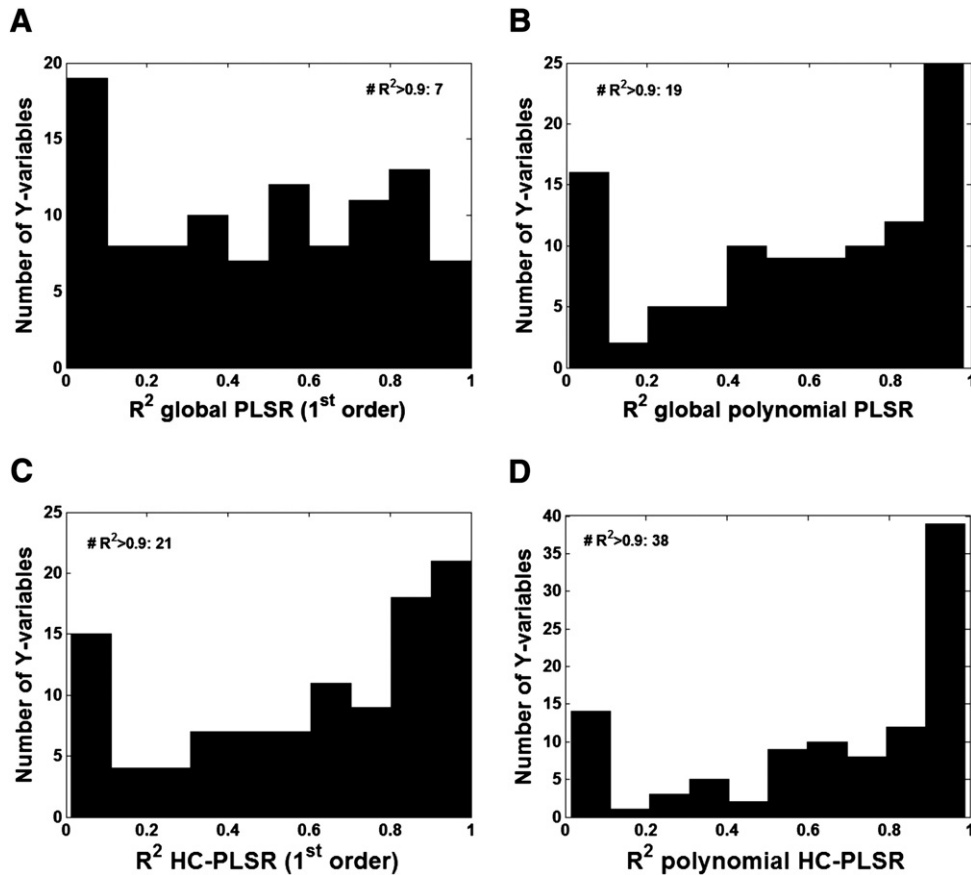 A
Number of Y-variables
20
15
10
5
0
# R²>0.9: 7
0 0.2 0.4 0.6 0.8 1
R² global PLSR (1st order)
B
Number of Y-variables
25
20
15
10
5
0
# R²>0.9: 19
0 0.2 0.4 0.6 0.8 1
R² global polynomial PLSR
C
Number of Y-variables
25
20
15
10
5
0
# R²>0.9: 21
0 0.2 0.4 0.6 0.8 1
R² HC-PLSR (1st order)
D
Number of Y-variables
40
35
30
25
20
15
10
5
0
# R²>0.9: 38
0 0.2 0.4 0.6 0.8 1
R² polynomial HC-PLSR